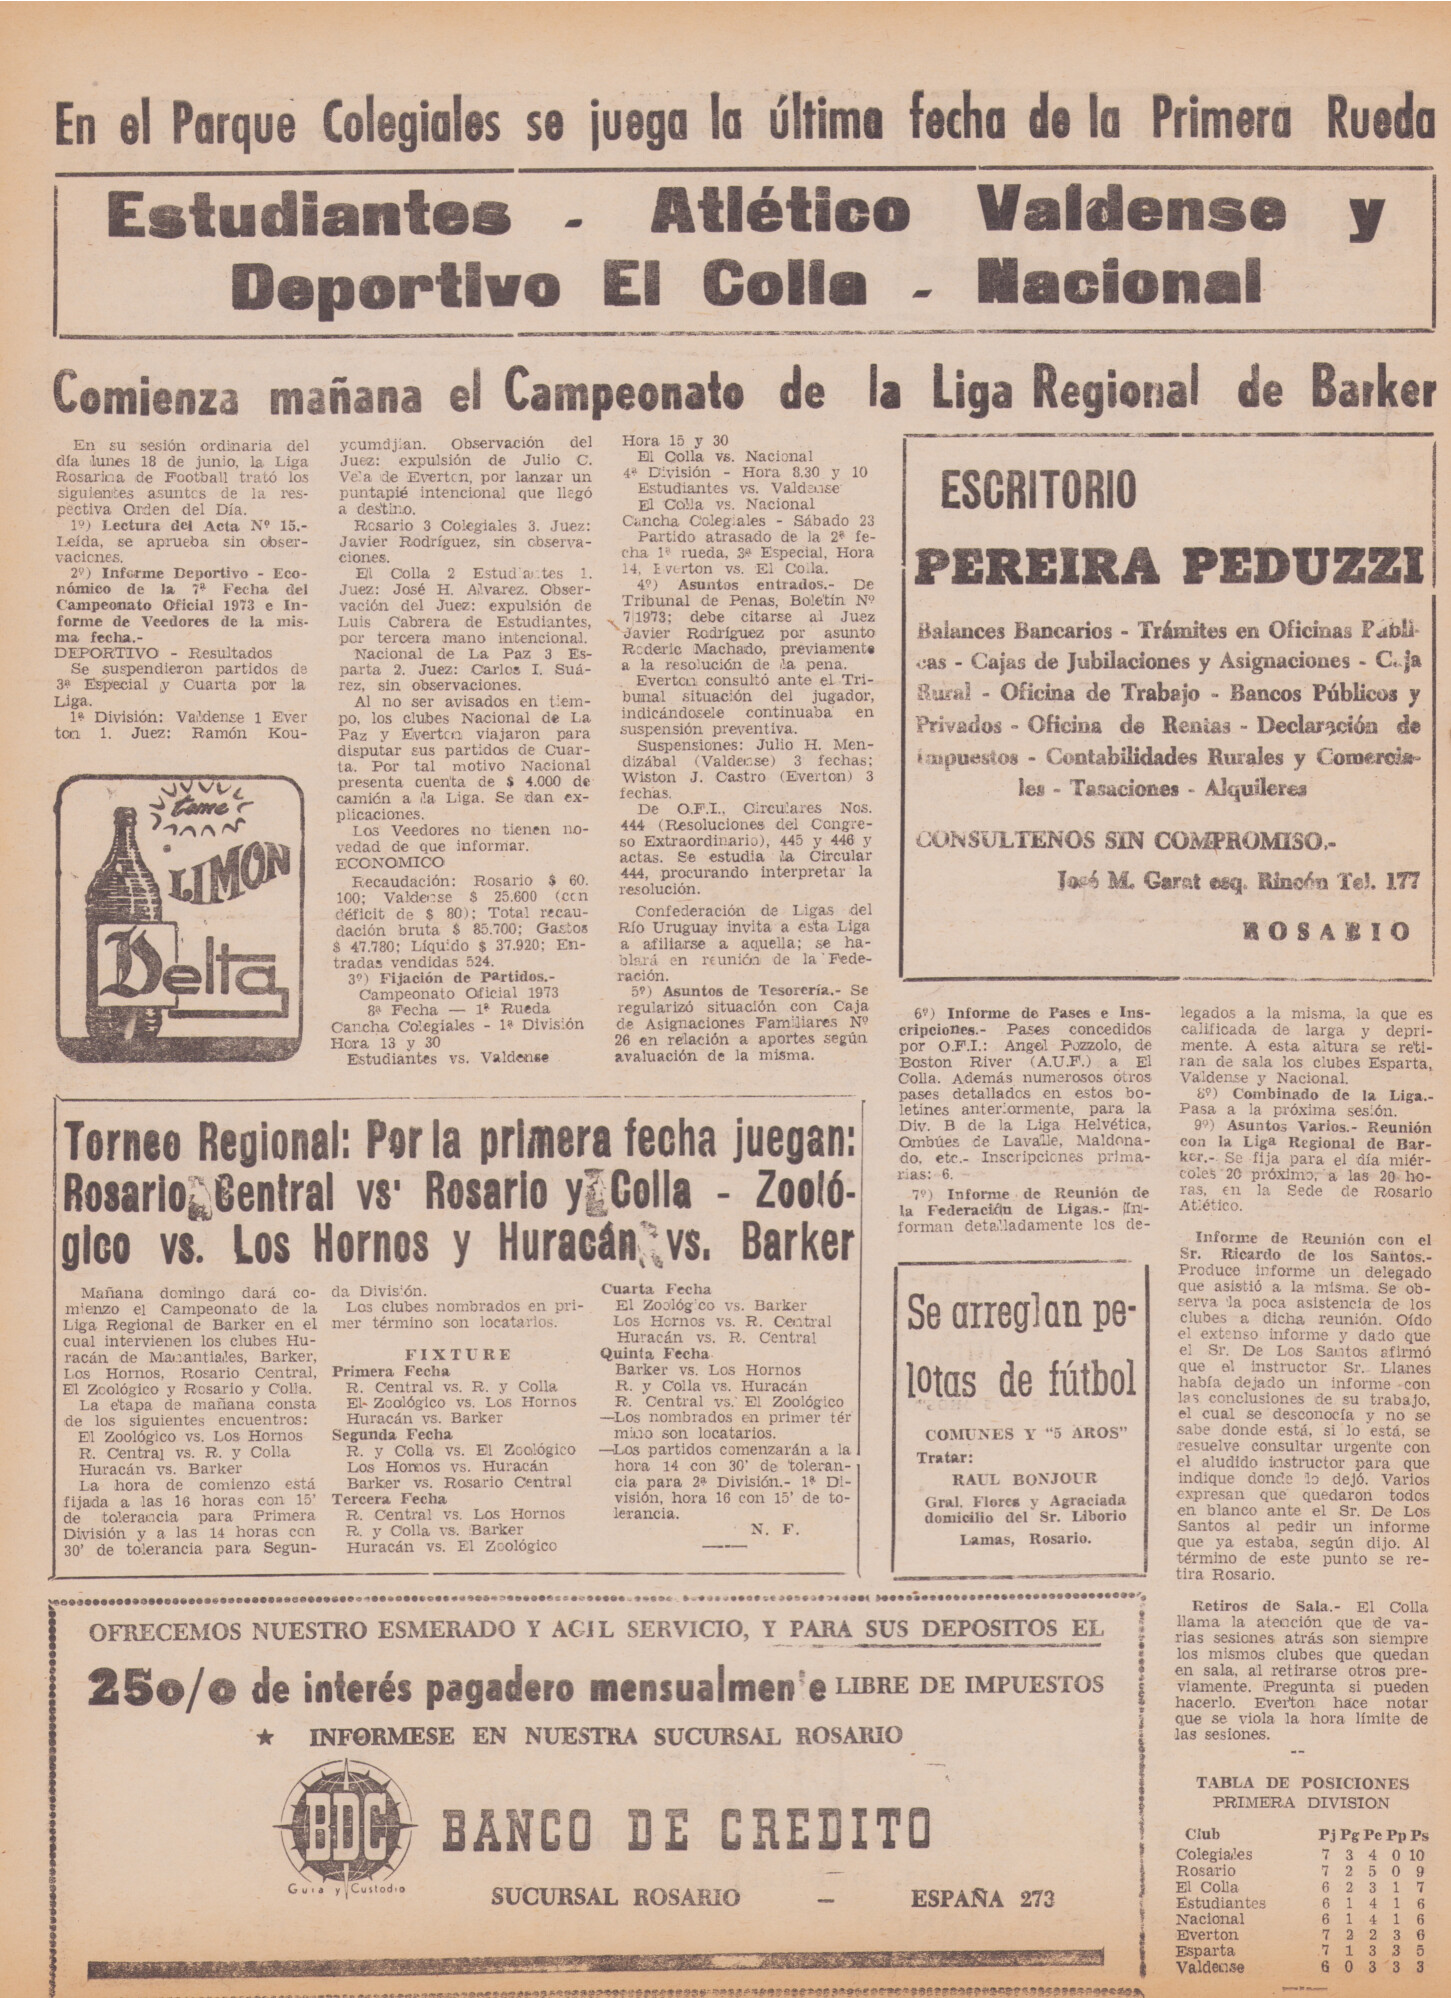 En el Parque Colegiales se juega la última fecha de la Primera Rueda
Estudiantes - Atlético Valdense y
Deportivo El Colla - Nacional
Comienza mañana el Campeonato de la Liga Regional de Barker
En su sesión ordinaria del
día lunes 18 de junio, la Liga
Rosarina de Football trató los
siguientes asuntos de la res-
pectiva Orden del Día.
1º) Lectura del Acta Nº 15.-
Leída, se aprueba sin obser-
vaciones.
2º) Informe Deportivo - Eco-
nómico de la 7ª Fecha del
Campeonato Oficial 1973 e In-
forme de Veedores de la mis-
ma fecha.-
DEPORTIVO - Resultados
Se suspendieron partidos de
3ª Especial y Cuarta por la
Liga.
1ª División: Valdense 1 Ever
ton 1. Juez: Ramón Kou-
tome
LIMON
Delta
youmdjian. Observación del
Juez: expulsión de Julio C.
Vela de Everton, por lanzar un
puntapié intencional que llegó
a destino.
Rosario 3 Colegiales 3. Juez:
Javier Rodríguez, sin observa-
ciones.
El Colla 2 Estudiantes 1.
Juez: José H. Alvarez. Obser-
vación del Juez: expulsión de
Luis Cabrera de Estudiantes,
por tercera mano intencional.
Nacional de La Paz 3 Es-
parta 2. Juez: Carlos I. Suá-
rez, sin observaciones.
Al no ser avisados en tiem-
po, los clubes Nacional de La
Paz y Everton viajaron para
disputar sus partidos de Cuar-
ta. Por tal motivo Nacional
presenta cuenta de $ 4.000 de
camión a la Liga. Se dan ex-
plicaciones.
Los Veedores no tienen no-
vedad de que informar.
ECONOMICO
Recaudación: Rosario $ 60.
100; Valdense $ 25.600 (con
déficit de $ 80); Total recau-
dación bruta $ 85.700; Gastos
$ 47.780; Líquido $ 37.920; En-
tradas vendidas 524.
3º) Fijación de Partidos.-
Campeonato Oficial 1973
8ª Fecha — 1ª Rueda
Cancha Colegiales - 1ª División
Hora 13 y 30
Estudiantes vs. Valdense
Hora 15 y 30
El Colla vs. Nacional
4ª División - Hora 8.30 y 10
Estudiantes vs. Valdense
El Colla vs. Nacional
Cancha Colegiales - Sábado 23
Partido atrasado de la 2ª fe-
cha 1ª rueda, 3ª Especial, Hora
14, Everton vs. El Colla.
4º) Asuntos entrados.- De
Tribunal de Penas, Boletín Nº
7|1973; debe citarse al Juez
Javier Rodríguez por asunto
Roderic Machado, previamente
a la resolución de la pena.
Everton consultó ante el Tri-
bunal situación del jugador,
indicándosele continuaba en
suspensión preventiva.
Suspensiones: Julio H. Men-
dizábal (Valdense) 3 fechas;
Wiston J. Castro (Everton) 3
fechas.
De O.F.I., Circulares Nos.
444 (Resoluciones del Congre-
so Extraordinario), 445 y 446 y
actas. Se estudia la Circular
444, procurando interpretar la
resolución.
Confederación de Ligas del
Río Uruguay invita a esta Liga
a afiliarse a aquella; se ha-
blará en reunión de la Fede-
ración.
5º) Asuntos de Tesorería.- Se
regularizó situación con Caja
de Asignaciones Familiares Nº
26 en relación a aportes según
avaluación de la misma.
ESCRITORIO
PEREIRA PEDUZZI
Balances Bancarios - Trámites en Oficinas Públi-
cas - Cajas de Jubilaciones y Asignaciones - Caja
Rural - Oficina de Trabajo - Bancos Públicos y
Privados - Oficina de Rentas - Declaración de
Impuestos - Contabilidades Rurales y Comercia-
les - Tasaciones - Alquileres
CONSULTENOS SIN COMPROMISO.-
José M. Garat esq. Rincón Tel. 177
ROSARIO
6º) Informe de Pases e Ins-
cripciones.- Pases concedidos
por O.F.I.: Angel Pozzolo, de
Boston River (A.U.F.) a El
Colla. Además numerosos otros
pases detallados en estos bo-
letines anteriormente, para la
Div. B de la Liga Helvética,
Ombúes de Lavalle, Maldona-
do, etc.- Inscripciones prima-
rias: 6.
7º) Informe de Reunión de
la Federación de Ligas.- In-
forman detalladamente los de-
legados a la misma, la que es
calificada de larga y depri-
mente. A esta altura se reti-
ran de sala los clubes Esparta,
Valdense y Nacional.
8º) Combinado de la Liga.-
Pasa a la próxima sesión.
9º) Asuntos Varios.- Reunión
con la Liga Regional de Bar-
ker.- Se fija para el día miér-
coles 20 próximo, a las 20 ho-
ras, en la Sede de Rosario
Atlético.
Informe de Reunión con el
Sr. Ricardo de los Santos.-
Produce informe un delegado
que asistió a la misma. Se ob-
serva la poca asistencia de los
clubes a dicha reunión. Oído
el extenso informe y dado que
el Sr. De Los Santos afirmó
que el instructor Sr. Llanes
había dejado un informe con
las conclusiones de su trabajo,
el cual se desconocía y no se
sabe donde está, si lo está, se
resuelve consultar urgente con
el aludido instructor para que
indique donde lo dejó. Varios
expresan que quedaron todos
en blanco ante el Sr. De Los
Santos al pedir un informe
que ya estaba, según dijo. Al
término de este punto se re-
tira Rosario.
Retiros de Sala.- El Colla
llama la atención que de va-
rias sesiones atrás son siempre
los mismos clubes que quedan
en sala, al retirarse otros pre-
viamente. Pregunta si pueden
hacerlo. Everton hace notar
que se viola la hora límite de
las sesiones.
--
TABLA DE POSICIONES
PRIMERA DIVISION
Club Pj Pg Pe Pp Ps
Colegiales 7 3 4 0 10
Rosario 7 2 5 0 9
El Colla 6 2 3 1 7
Estudiantes 6 1 4 1 6
Nacional 6 1 4 1 6
Everton 7 2 2 3 6
Esparta 7 1 3 3 5
Valdense 6 0 3 3 3
Torneo Regional: Por la primera fecha juegan:
Rosario Central vs. Rosario y Colla - Zooló-
gico vs. Los Hornos y Huracán vs. Barker
Mañana domingo dará co-
mienzo el Campeonato de la
Liga Regional de Barker en el
cual intervienen los clubes Hu-
racán de Manantiales, Barker,
Los Hornos, Rosario Central,
El Zoológico y Rosario y Colla.
La etapa de mañana consta
de los siguientes encuentros:
El Zoológico vs. Los Hornos
R. Central vs. R. y Colla
Huracán vs. Barker
La hora de comienzo está
fijada a las 16 horas con 15'
de tolerancia para Primera
División y a las 14 horas con
30' de tolerancia para Segun-
da División.
Los clubes nombrados en pri-
mer término son locatarios.
FIXTURE
Primera Fecha
R. Central vs. R. y Colla
El Zoológico vs. Los Hornos
Huracán vs. Barker
Segunda Fecha
R. y Colla vs. El Zoológico
Los Hornos vs. Huracán
Barker vs. Rosario Central
Tercera Fecha
R. Central vs. Los Hornos
R. y Colla vs. Barker
Huracán vs. El Zoológico
Cuarta Fecha
El Zoológico vs. Barker
Los Hornos vs. R. Central
Huracán vs. R. Central
Quinta Fecha
Barker vs. Los Hornos
R. y Colla vs. Huracán
R. Central vs. El Zoológico
—Los nombrados en primer tér
mino son locatarios.
—Los partidos comenzarán a la
hora 14 con 30' de toleran-
cia para 2ª División.- 1ª Di-
visión, hora 16 con 15' de to-
lerancia.
N. F.
Se arreglan pe-
lotas de fútbol
COMUNES Y "5 AROS"
Tratar:
RAUL BONJOUR
Gral. Flores y Agraciada
domicilio del Sr. Liborio
Lamas, Rosario.
OFRECEMOS NUESTRO ESMERADO Y AGIL SERVICIO, Y PARA SUS DEPOSITOS EL
25o/o de interés pagadero mensualmente LIBRE DE IMPUESTOS
★ INFORMESE EN NUESTRA SUCURSAL ROSARIO
BDC
Guia y Custodio
BANCO DE CREDITO
SUCURSAL ROSARIO — ESPAÑA 273